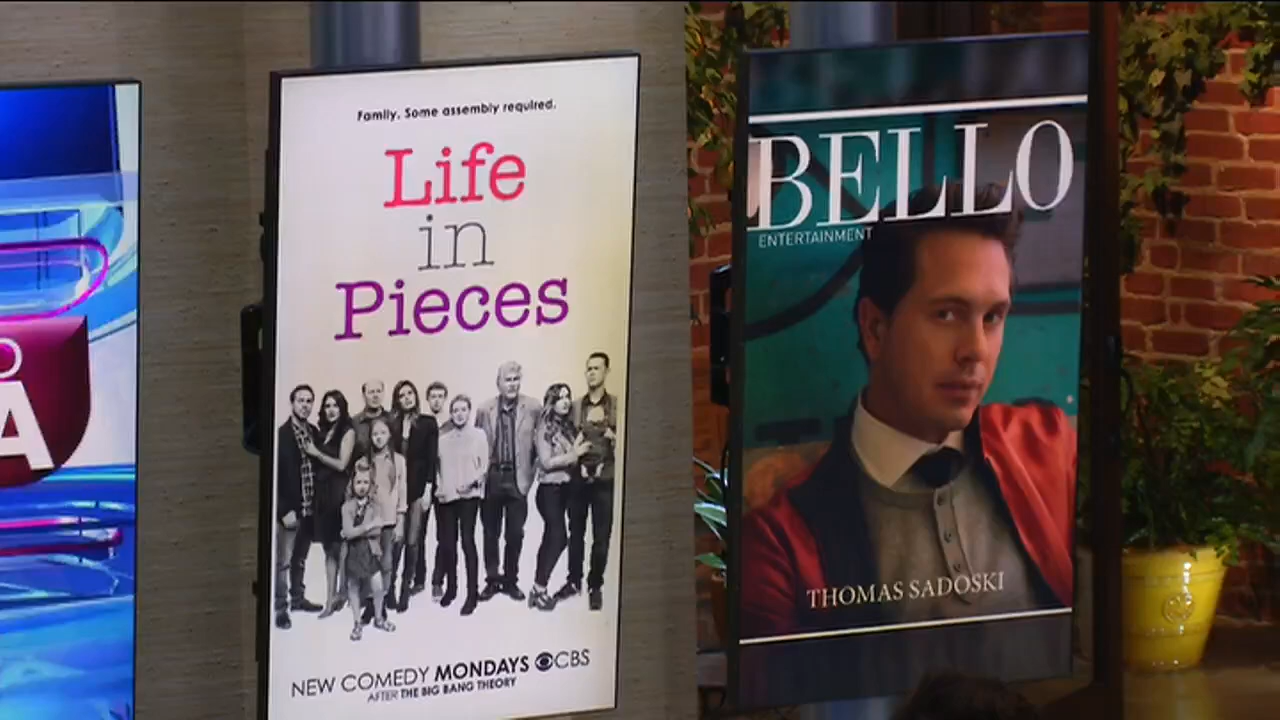 Family. Some assembly required.
Life
in
Pieces
NEW COMEDY MONDAYS CBS
AFTER THE BIG BANG THEORY
BELLO
ENTERTAINMENT
THOMAS SADOSKI